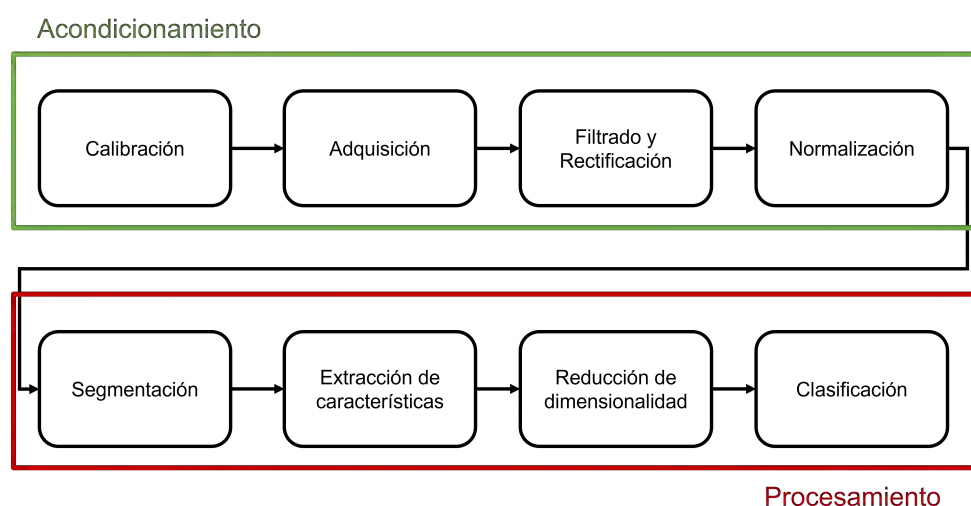 Acondicionamiento
Calibración
Adquisición
Filtrado y
Rectificación
Normalización
Segmentación
Extracción de
características
Reducción de
dimensionalidad
Clasificación
Procesamiento